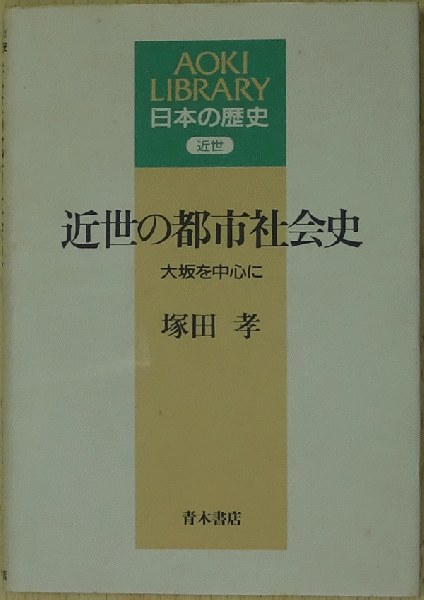 AOKI
LIBRARY
日本の歴史
近世
近世の都市社会史
大坂を中心に
塚田 孝
青木書店